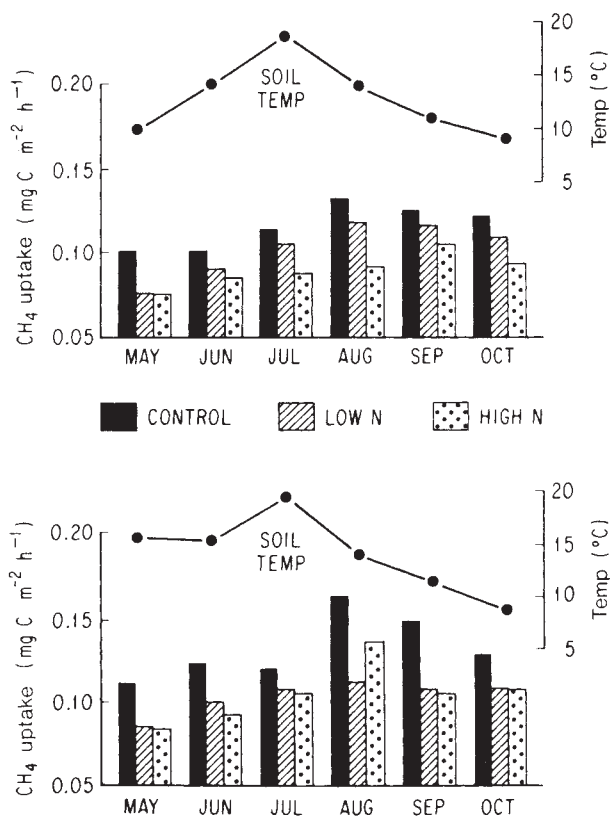 20
0.20
SOIL
TEMP
15
10
5
Temp (°C)
0.15
0.10
0.05
CH₄ uptake (mg C m⁻² h⁻¹)
MAY JUN JUL AUG SEP OCT
CONTROL LOW N HIGH N
20
0.20
SOIL
TEMP
15
10
5
Temp (°C)
0.15
0.10
0.05
CH₄ uptake (mg C m⁻² h⁻¹)
MAY JUN JUL AUG SEP OCT